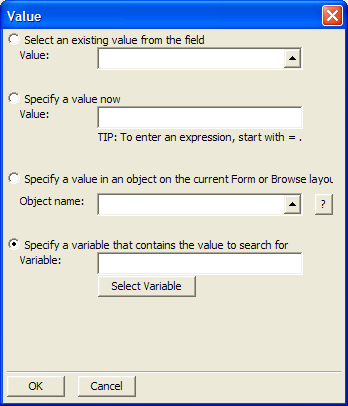 Value
Select an existing value from the field
Value:
Specify a value now
Value:
TIP: To enter an expression, start with = .
Specify a value in an object on the current Form or Browse layou
Object name:
?
Specify a variable that contains the value to search for
Variable:
Select Variable
OK
Cancel